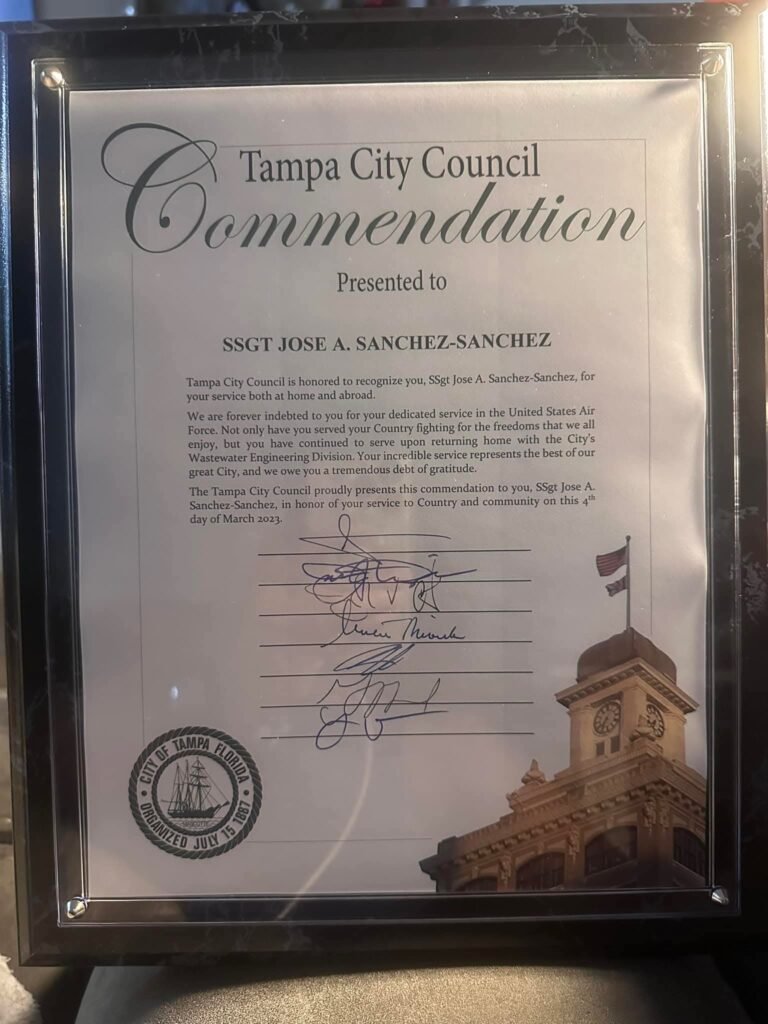 Tampa City Council
Commendation
Presented to
SSGT JOSE A. SANCHEZ-SANCHEZ
Tampa City Council is honored to recognize you, SSgt Jose A. Sanchez-Sanchez, for
your service both at home and abroad.
We are forever indebted to you for your dedicated service in the United States Air
Force. Not only have you served your Country fighting for the freedoms that we all
enjoy, but you have continued to serve upon returning home with the City's
Wastewater Engineering Division. Your incredible service represents the best of our
great City, and we owe you a tremendous debt of gratitude.
The Tampa City Council proudly presents this commendation to you, SSgt Jose A.
Sanchez-Sanchez, in honor of your service to Country and community on this 4th
day of March 2023.
CITY OF TAMPA FLORIDA
MASCOTTE
ORGANIZED JULY 15 1887